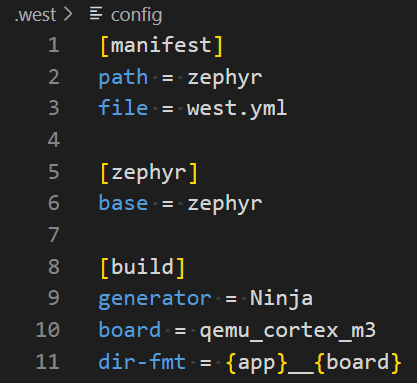 .west > config
1 [manifest]
2 path = zephyr
3 file = west.yml
4
5 [zephyr]
6 base = zephyr
7
8 [build]
9 generator = Ninja
10 board = qemu_cortex_m3
11 dir-fmt = {app}__{board}